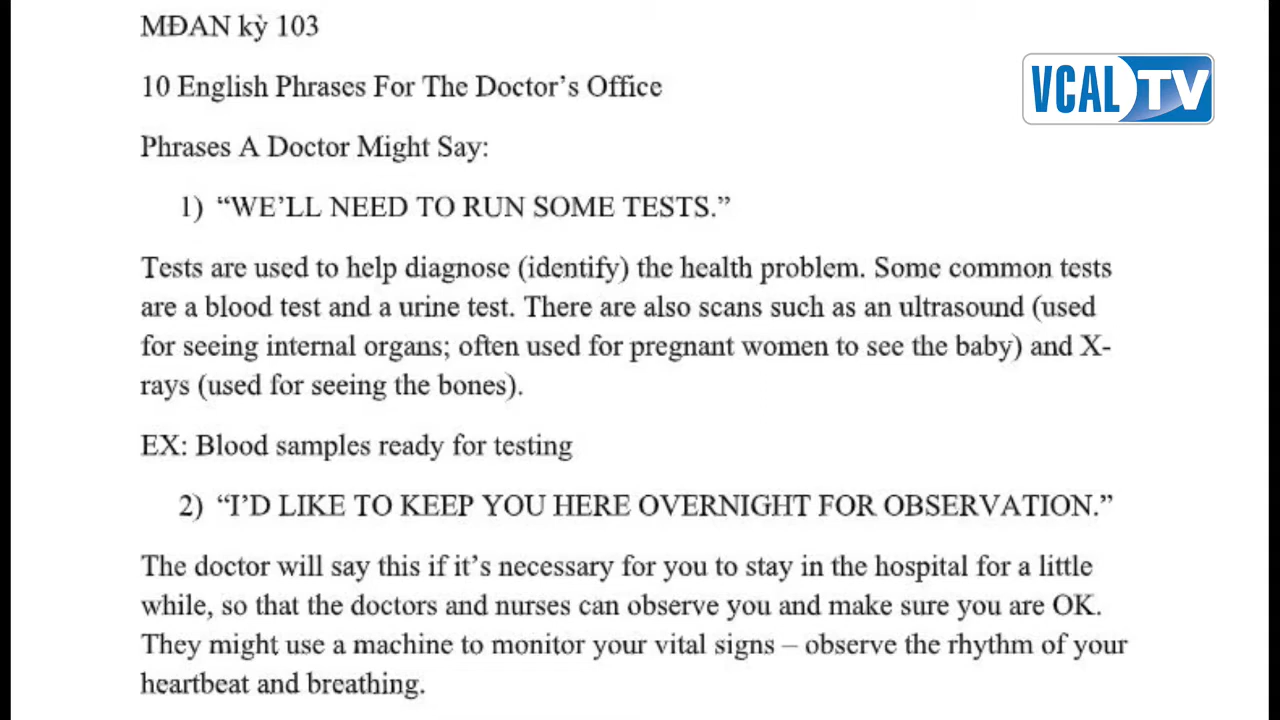 MĐAN kỳ 103
VCAL TV
10 English Phrases For The Doctor’s Office
Phrases A Doctor Might Say:
1) “WE’LL NEED TO RUN SOME TESTS.”
Tests are used to help diagnose (identify) the health problem. Some common tests
are a blood test and a urine test. There are also scans such as an ultrasound (used
for seeing internal organs; often used for pregnant women to see the baby) and X-
rays (used for seeing the bones).
EX: Blood samples ready for testing
2) “I’D LIKE TO KEEP YOU HERE OVERNIGHT FOR OBSERVATION.”
The doctor will say this if it’s necessary for you to stay in the hospital for a little
while, so that the doctors and nurses can observe you and make sure you are OK.
They might use a machine to monitor your vital signs – observe the rhythm of your
heartbeat and breathing.